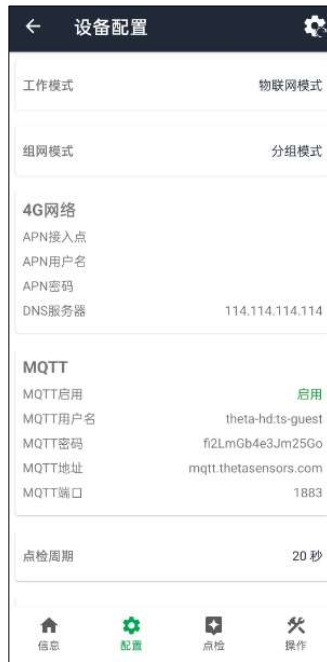 设备配置
工作模式 物联网模式
组网模式 分组模式
4G网络
APN接入点
APN用户名
APN密码
DNS服务器 114.114.114.114
MQTT
MQTT启用 启用
MQTT用户名 theta-hd:ts-guest
MQTT密码 fi2LmGb4e3Jm25Go
MQTT地址 mqtt.thetasensors.com
MQTT端口 1883
点检周期 20 秒
信息 配置 点检 操作